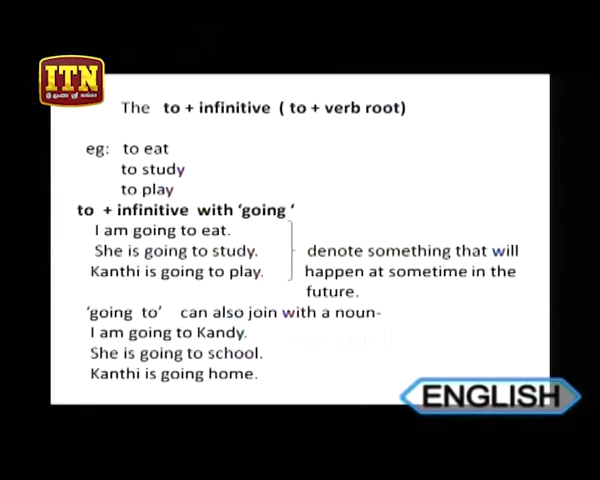 ITN
The to + infinitive ( to + verb root)
eg: to eat
to study
to play
to + infinitive with 'going '
I am going to eat.
She is going to study. denote something that will
Kanthi is going to play. happen at sometime in the
future.
'going to' can also join with a noun-
I am going to Kandy.
She is going to school.
Kanthi is going home.
ENGLISH